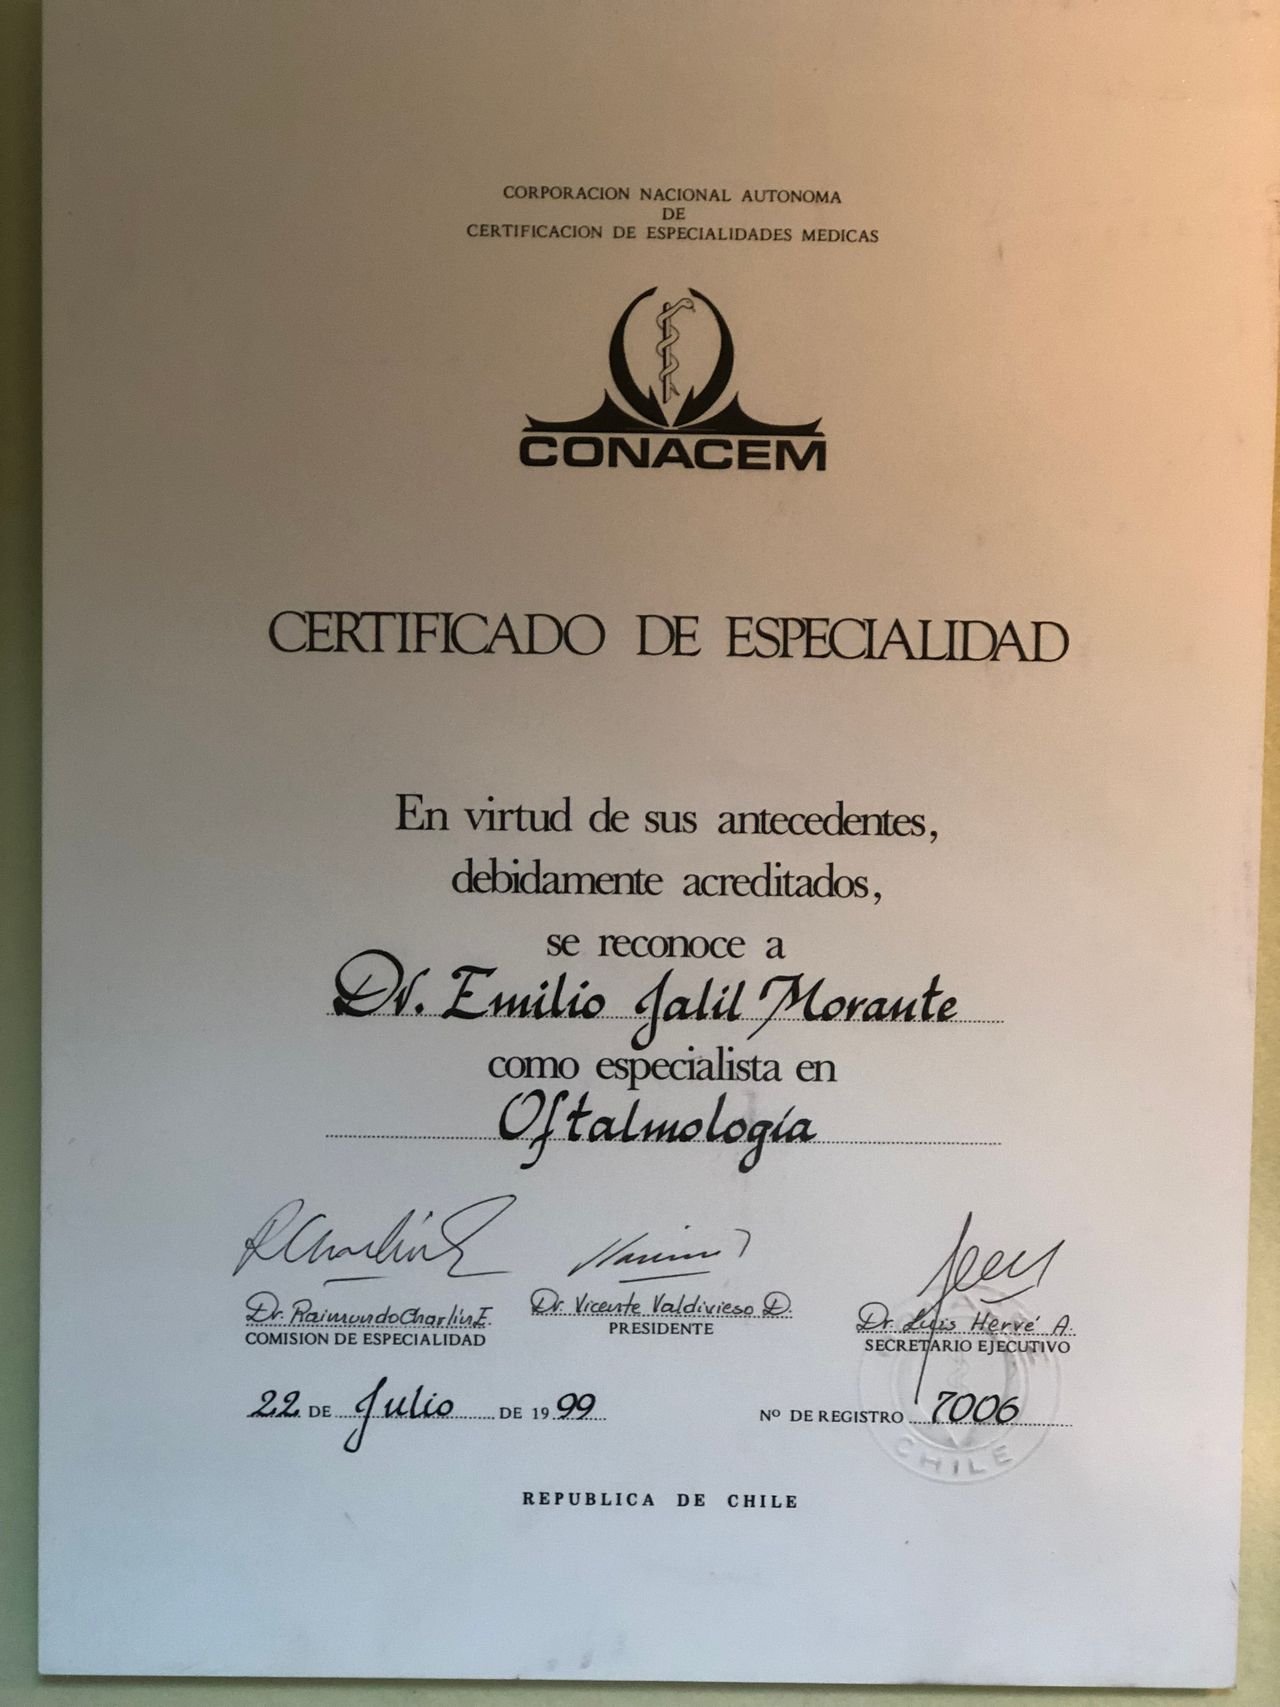 CORPORACION NACIONAL AUTONOMA
DE
CERTIFICACION DE ESPECIALIDADES MEDICAS
CONACEM
CERTIFICADO DE ESPECIALIDAD
En virtud de sus antecedentes,
debidamente acreditados,
se reconoce a
Dr. Emilio Jalil Morante
como especialista en
Oftalmología
Dr. Raimundo Charlín E. Dr. Vicente Valdivieso D. Dr. Luis Hervé A.
COMISION DE ESPECIALIDAD PRESIDENTE SECRETARIO EJECUTIVO
22 DE Julio DE 1999 Nº DE REGISTRO 7006
CHILE
REPUBLICA DE CHILE